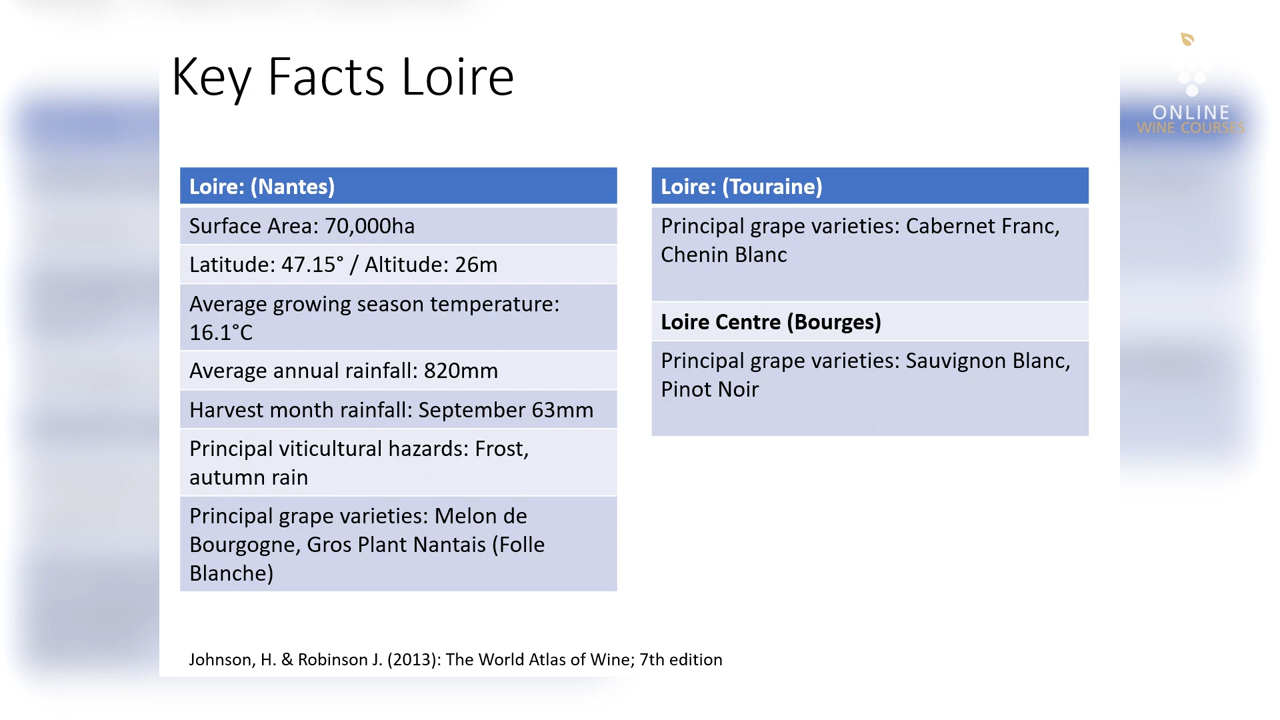 Key Facts Loire
ONLINE
WINE COURSES
Loire: (Nantes)
Surface Area: 70,000ha
Latitude: 47.15° / Altitude: 26m
Average growing season temperature:
16.1°C
Average annual rainfall: 820mm
Harvest month rainfall: September 63mm
Principal viticultural hazards: Frost,
autumn rain
Principal grape varieties: Melon de
Bourgogne, Gros Plant Nantais (Folle
Blanche)
Loire: (Touraine)
Principal grape varieties: Cabernet Franc,
Chenin Blanc
Loire Centre (Bourges)
Principal grape varieties: Sauvignon Blanc,
Pinot Noir
Johnson, H. & Robinson J. (2013): The World Atlas of Wine; 7th edition